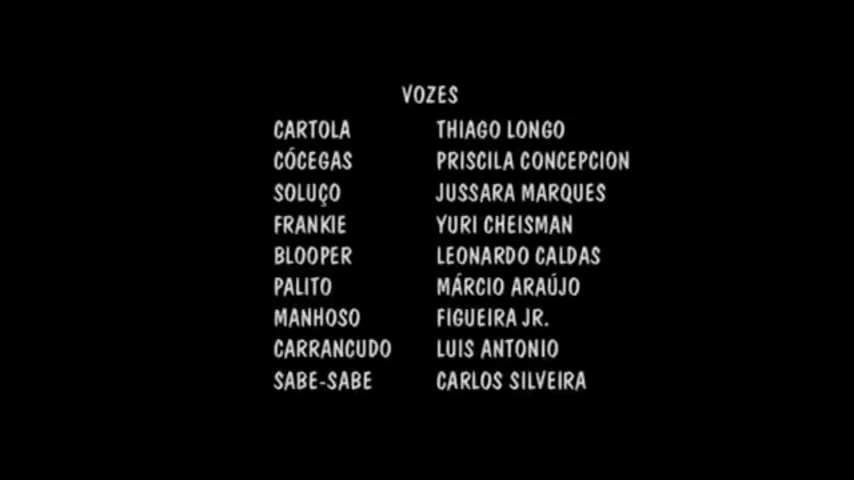 VOZES
CARTOLA THIAGO LONGO
CÓCEGAS PRISCILA CONCEPCION
SOLUÇO JUSSARA MARQUES
FRANKIE YURI CHEISMAN
BLOOPER LEONARDO CALDAS
PALITO MÁRCIO ARAÚJO
MANHOSO FIGUEIRA JR.
CARRANCUDO LUIS ANTONIO
SABE-SABE CARLOS SILVEIRA